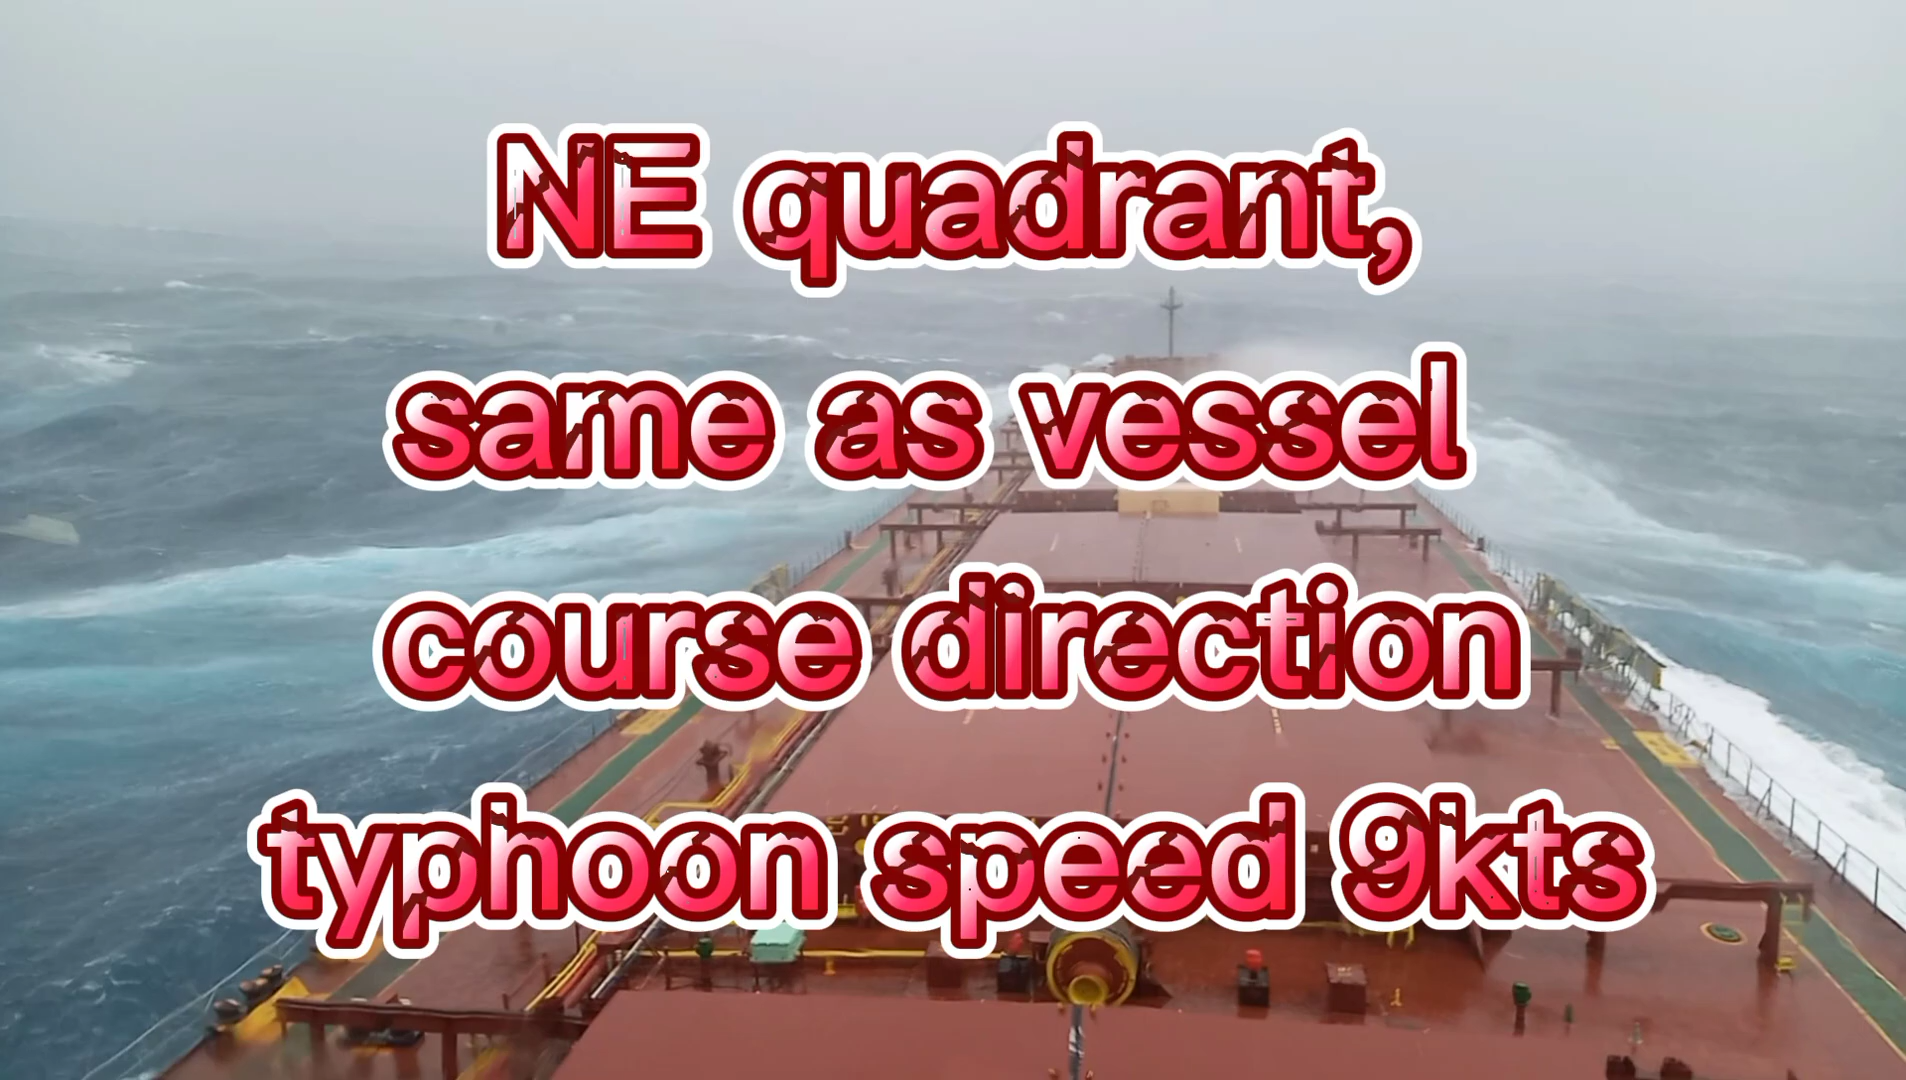 NE quadrant,
same as vessel
course direction
typhoon speed 9kts